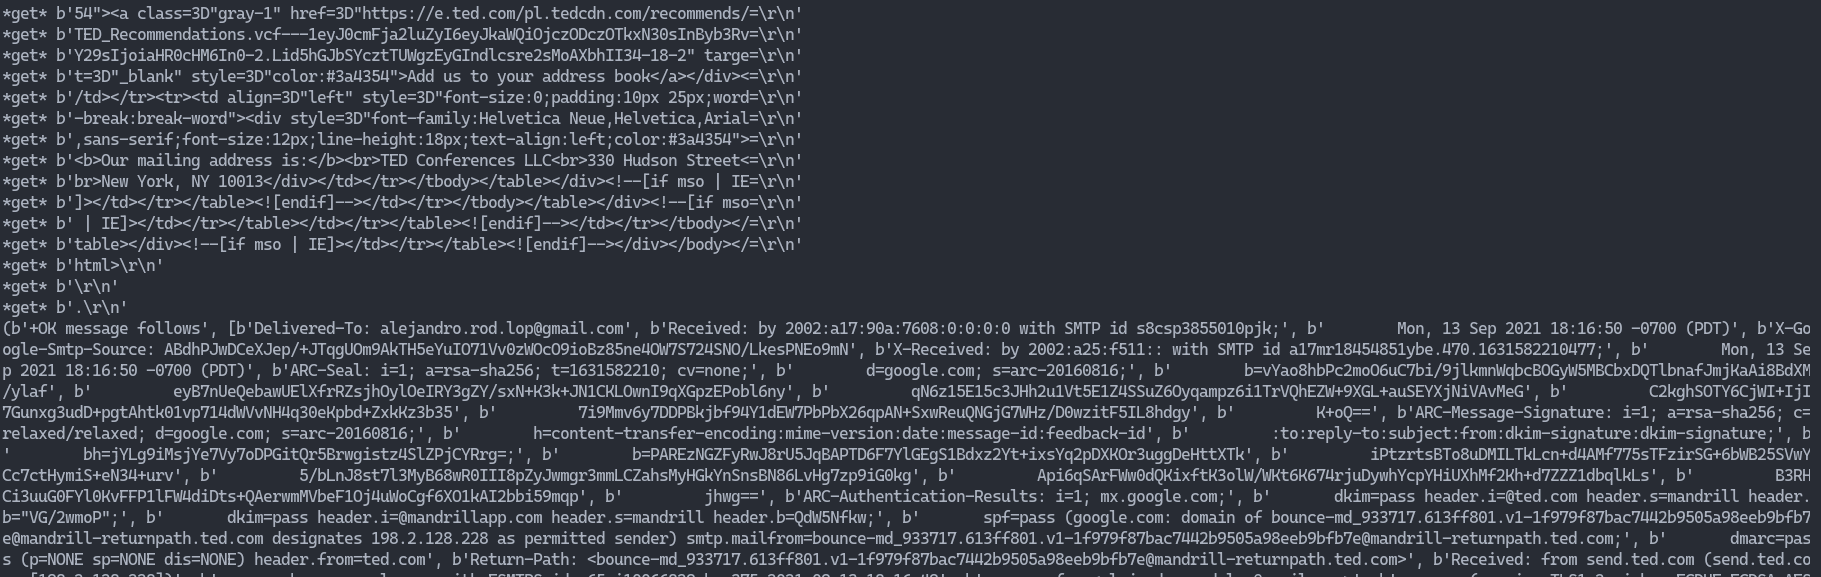 *get* b'54"><a class=3D"gray-1" href=3D"https://e.ted.com/pl.tedcdn.com/recommends/=\r\n'
*get* b'TED_Recommendations.vcf---1eyJ0cmFja2luZyI6eyJkaWQiOjczODczOTkxN30sInByb3Rv=\r\n'
*get* b'Y29sIjoiaHR0cHM6In0-2.Lid5hGJbSYcztTUWgzEyGIndlcsre2sMoAXbhII34-18-2" targe=\r\n'
*get* b't=3D"_blank" style=3D"color:#3a4354">Add us to your address book</a></div><=\r\n'
*get* b'/td></tr><tr><td align=3D"left" style=3D"font-size:0;padding:10px 25px;word=\r\n'
*get* b'-break:break-word"><div style=3D"font-family:Helvetica Neue,Helvetica,Arial=\r\n'
*get* b',sans-serif;font-size:12px;line-height:18px;text-align:left;color:#3a4354">=\r\n'
*get* b'<b>Our mailing address is:</b><br>TED Conferences LLC<br>330 Hudson Street<=\r\n'
*get* b'br>New York, NY 10013</div></td></tr></tbody></table></div><!--[if mso | IE=\r\n'
*get* b']></td></tr></table><![endif]--></td></tr></tbody></table></div><!--[if mso=\r\n'
*get* b' | IE]></td></tr></table></td></tr></table><![endif]--></td></tr></tbody></=\r\n'
*get* b'table></div><!--[if mso | IE]></td></tr></table><![endif]--></div></body></=\r\n'
*get* b'html>\r\n'
*get* b'\r\n'
*get* b'.\r\n'
(b'+OK message follows', [b'Delivered-To: alejandro.rod.lop@gmail.com', b'Received: by 2002:a17:90a:7608:0:0:0:0 with SMTP id s8csp3855010pjk;', b'        Mon, 13 Sep 2021 18:16:50 -0700 (PDT)', b'X-Go
ogle-Smtp-Source: ABdhPJwDCeXJep/+JTqgUOm9AkTH5eYuIO71Vv0zWOcO9ioBz85ne4OW7S724SNO/LkesPNEo9mN', b'X-Received: by 2002:a25:f511:: with SMTP id a17mr18454851ybe.470.1631582210477;', b'        Mon, 13 Se
p 2021 18:16:50 -0700 (PDT)', b'ARC-Seal: i=1; a=rsa-sha256; t=1631582210; cv=none;', b'        d=google.com; s=arc-20160816;', b'        b=vYao8hbPc2moO6uC7bi/9jlkmnWqbcBOGyW5MBCbxDQTlbnafJmjKaAi8BdXM
/ylaf', b'         eyB7nUeQebawUElXfrRZsjhOylOeIRY3gZY/sxN+K3k+JN1CKLOwnI9qXGpzEPobl6ny', b'         qN6z15E15c3JHh2u1Vt5E1Z4SSuZ6Oyqampz6i1TrVQhEZW+9XGL+auSEYXjNiVAvMeG', b'         C2kghSOTY6CjWI+IjI
7Gunxg3udD+pgtAhtk01vp714dWVvNH4q30eKpbd+ZxkKz3b35', b'         7i9Mmv6y7DDPBkjbf94Y1dEW7PbPbX26qpAN+SxwReuQNGjG7WHz/D0wzitF5IL8hdgy', b'         K+oQ==', b'ARC-Message-Signature: i=1; a=rsa-sha256; c=
relaxed/relaxed; d=google.com; s=arc-20160816;', b'        h=content-transfer-encoding:mime-version:date:message-id:feedback-id', b'         :to:reply-to:subject:from:dkim-signature:dkim-signature;', b
'        bh=jYLg9iMsjYe7Vy7oDPGitQr5Brwgistz4SlZPjCYRrg=;', b'        b=PAREzNGZFyRwJ8rU5JqBAPTD6F7YlGEgS1Bdxz2Yt+ixsYq2pDXKOr3uggDeHttXTk', b'         iPtzrtsBTo8uDMILTkLcn+d4AMf775sTFzirSG+6bWB25SVwY
Cc7ctHymiS+eN34+urv', b'         5/bLnJ8st7l3MyB68wR0III8pZyJwmgr3mmLCZahsMyHGkYnSnsBN86LvHg7zp9iG0kg', b'         Api6qSArFWw0dQKixftK3olW/WKt6K674rjuDywhYcpYHiUXhMf2Kh+d7ZZZ1dbqlkLs', b'         B3RH
Ci3uuG0FYl0KvFFP1lFW4diDts+QAerwmMVbeF1Oj4uWoCgf6XO1kAI2bbi59mqp', b'         jhwg==', b'ARC-Authentication-Results: i=1; mx.google.com;', b'       dkim=pass header.i=@ted.com header.s=mandrill header.
b="VG/2wmoP";', b'       dkim=pass header.i=@mandrillapp.com header.s=mandrill header.b=QdW5Nfkw;', b'       spf=pass (google.com: domain of bounce-md_933717.613ff801.v1-1f979f87bac7442b9505a98eeb9bfb7
e@mandrill-returnpath.ted.com designates 198.2.128.228 as permitted sender) smtp.mailfrom=bounce-md_933717.613ff801.v1-1f979f87bac7442b9505a98eeb9bfb7e@mandrill-returnpath.ted.com;', b'       dmarc=pas
s (p=NONE sp=NONE dis=NONE) header.from=ted.com', b'Return-Path: <bounce-md_933717.613ff801.v1-1f979f87bac7442b9505a98eeb9bfb7e@mandrill-returnpath.ted.com>', b'Received: from send.ted.com (send.ted.co